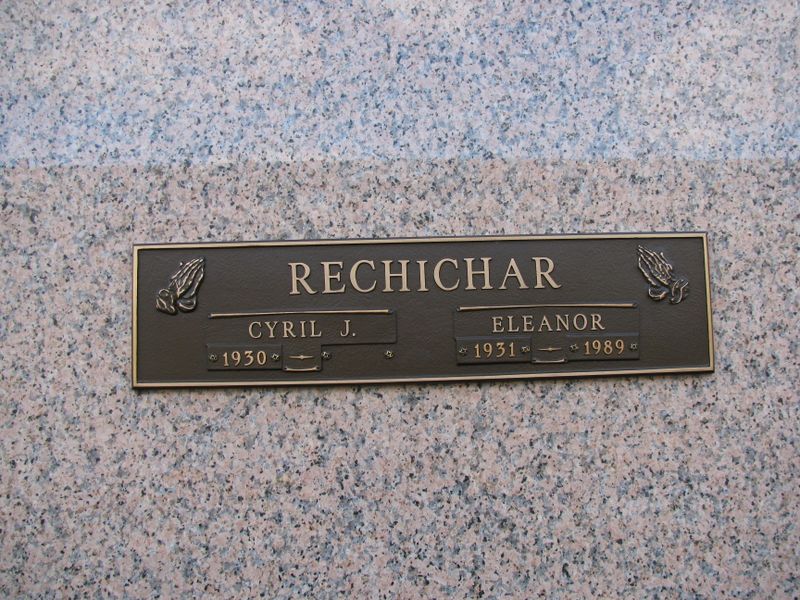 RECHICHAR
CYRIL J.
1930
ELEANOR
1931 1989